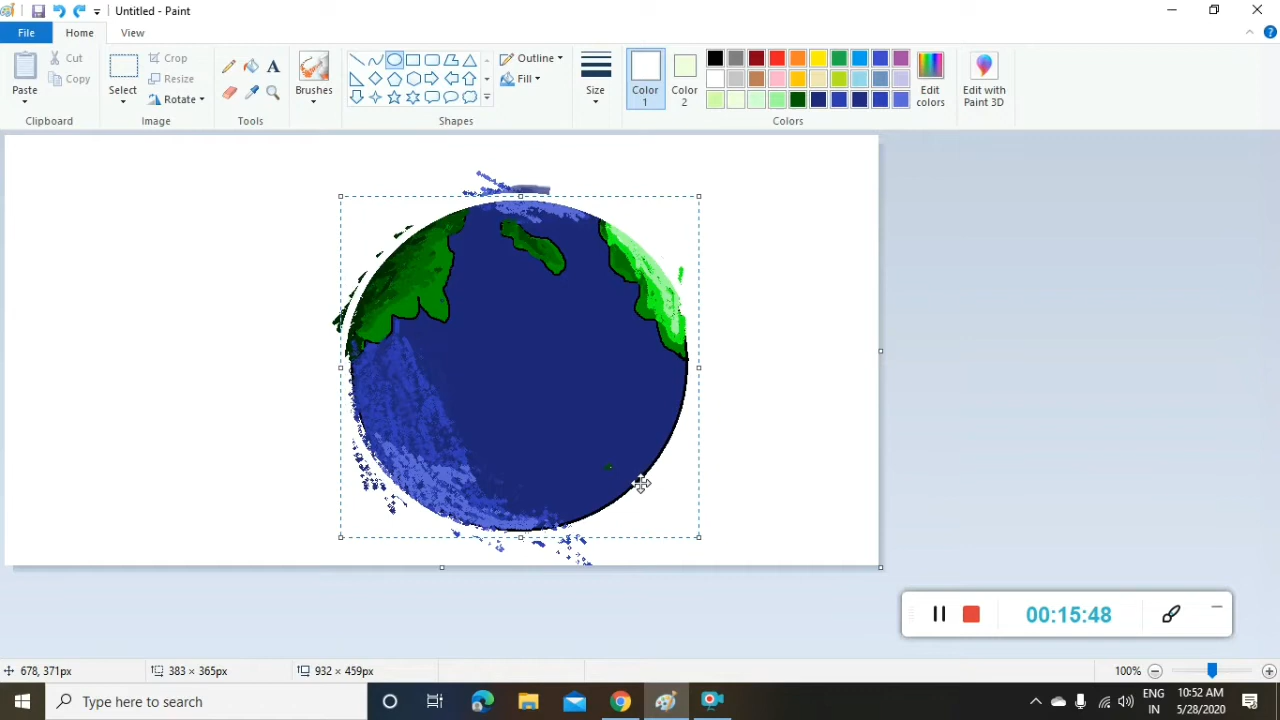 Untitled - Paint
File Home View
Paste
Cut
Copy
Clipboard
Select
Crop
Resize
Rotate
Image
A
Tools
Brushes
Outline
Fill
Shapes
Size
Color
1
Color
2
Edit
colors
Colors
Edit with
Paint 3D
00:15:48
678, 371px 383 × 365px 932 × 459px 100%
Type here to search
ENG
IN
10:52 AM
5/28/2020